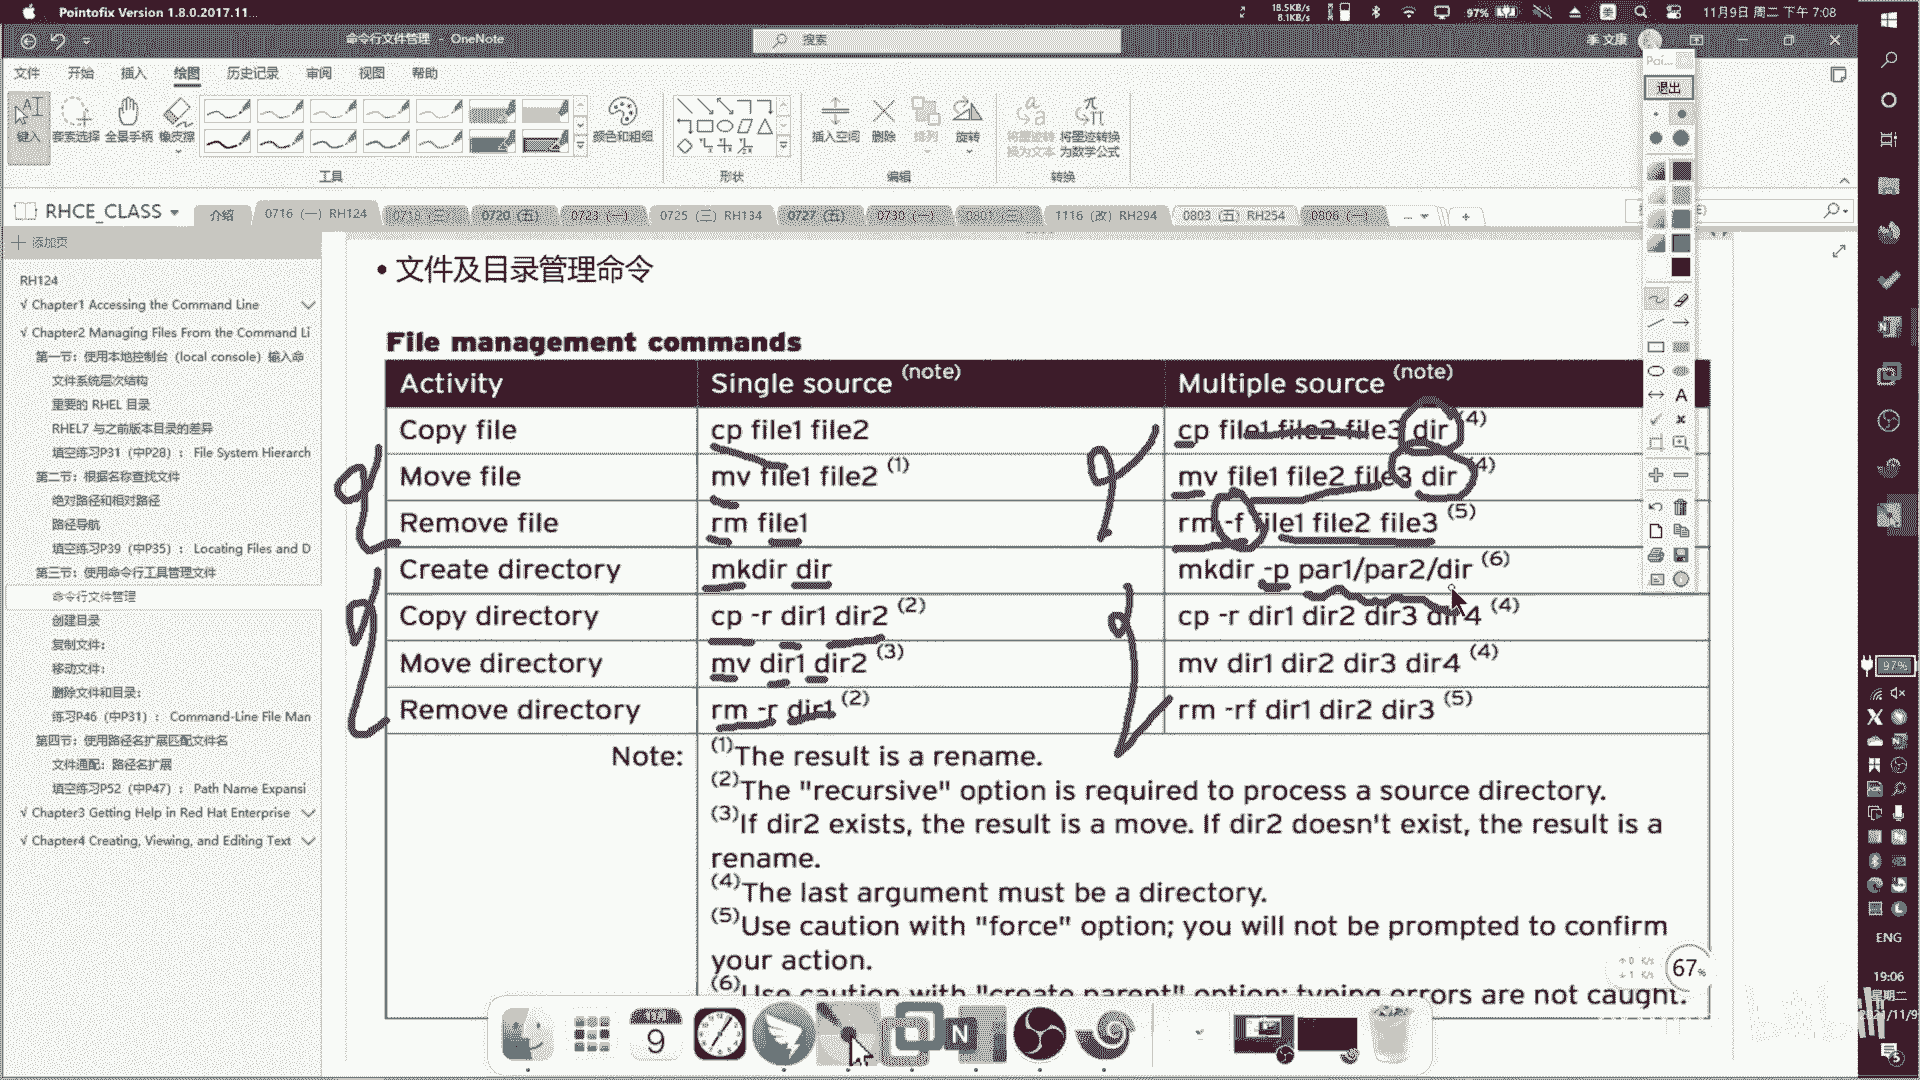 Pointofix Version 1.8.0.2017.11...
18.5KB/s
8.1KB/s
97%
美
11月9日 周二 下午 7:08
命令行文件管理 - OneNote
搜索
季 文康
文件 开始 插入 绘图 历史记录 审阅 视图 帮助
键入 套索选择 全景手柄 橡皮擦 颜色和粗细 插入空间 删除 排列 旋转 将墨迹转换为文本 将墨迹转换为数学公式
工具 形状 编辑 转换
RHCE_CLASS 介绍 0716（一）RH124 0718（三） 0720（五） 0723（一） 0725（三）RH134 0727（五） 0730（一） 0801（三） 1116（改）RH294 0803（五）RH254 0806（一） ...
添加页
RH124
√ Chapter1 Accessing the Command Line
√ Chapter2 Managing Files From the Command Li
第一节：使用本地控制台（local console）输入命
文件系统层次结构
重要的 RHEL 目录
RHEL7 与之前版本目录的差异
填空练习P31（中P28）： File System Hierarch
第二节：根据名称查找文件
绝对路径和相对路径
路径导航
填空练习P39（中P35）： Locating Files and D
第三节：使用命令行工具管理文件
命令行文件管理
创建目录
复制文件：
移动文件：
删除文件和目录：
练习P46（中P31）： Command-Line File Man
第四节：使用路径名扩展匹配文件名
文件通配：路径名扩展
填空练习P52（中P47）： Path Name Expansi
√ Chapter3 Getting Help in Red Hat Enterprise
√ Chapter4 Creating, Viewing, and Editing Text
• 文件及目录管理命令
File management commands
Activity Single source (note) Multiple source (note)
Copy file cp file1 file2 cp file1 file2 file3 dir (4)
Move file mv file1 file2 (1) mv file1 file2 file3 dir (4)
Remove file rm file1 rm -f file1 file2 file3 (5)
Create directory mkdir dir mkdir -p par1/par2/dir (6)
Copy directory cp -r dir1 dir2 (2) cp -r dir1 dir2 dir3 dir4 (4)
Move directory mv dir1 dir2 (3) mv dir1 dir2 dir3 dir4 (4)
Remove directory rm -r dir1 (2) rm -rf dir1 dir2 dir3 (5)
Note: (1)The result is a rename.
(2)The "recursive" option is required to process a source directory.
(3)If dir2 exists, the result is a move. If dir2 doesn't exist, the result is a
rename.
(4)The last argument must be a directory.
(5)Use caution with "force" option; you will not be prompted to confirm
your action.
(6)Use caution with "create parent" option; typing errors are not caught.
Poi...
退出
67%
97%
ENG
19:06
星期二
2021/11/9
9
N